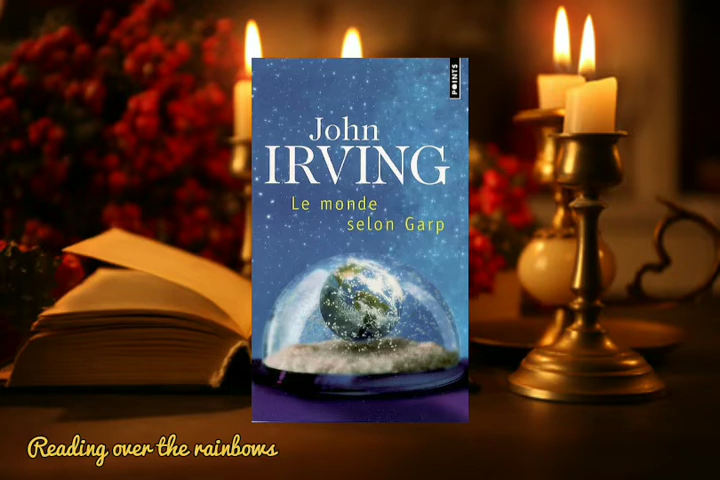 POINTS
John
IRVING
Le monde
selon Garp
Reading over the rainbows